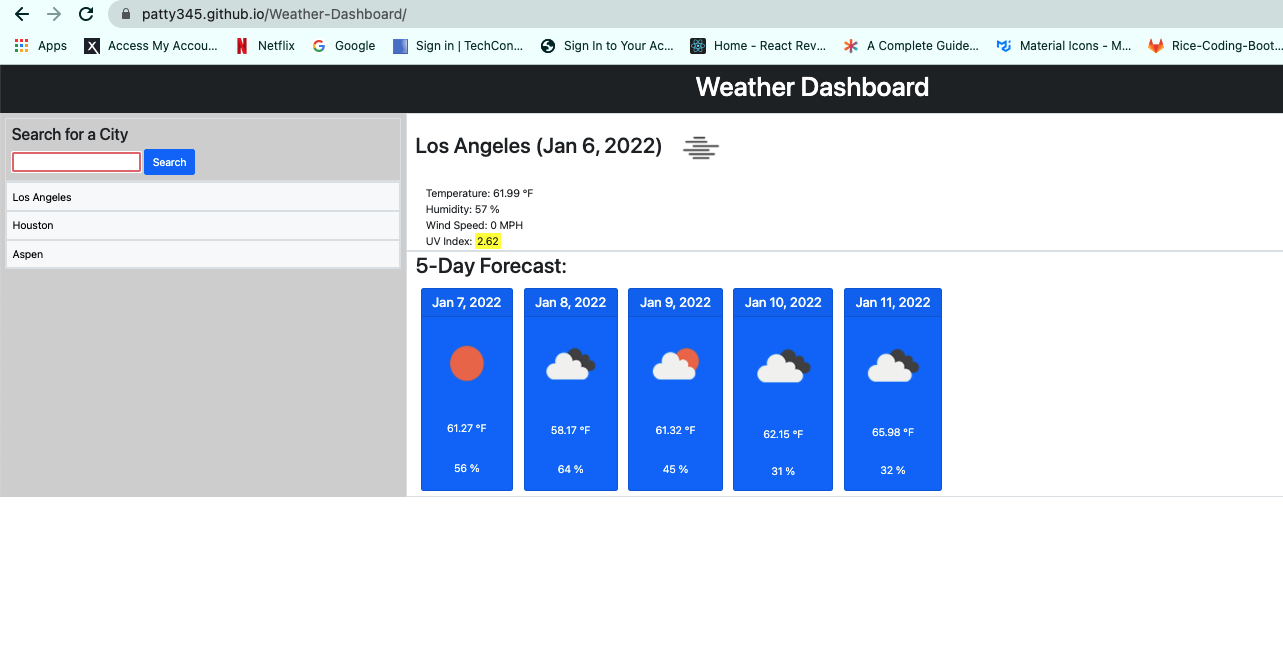 patty345.github.io/Weather-Dashboard/
Apps Access My Accou... Netflix Google Sign in | TechCon... Sign In to Your Ac... Home - React Rev... A Complete Guide... Material Icons - M... Rice-Coding-Boot...
Weather Dashboard
Search for a City
Search
Los Angeles
Houston
Aspen
Los Angeles (Jan 6, 2022)
Temperature: 61.99 °F
Humidity: 57 %
Wind Speed: 0 MPH
UV Index: 2.62
5-Day Forecast:
Jan 7, 2022 Jan 8, 2022 Jan 9, 2022 Jan 10, 2022 Jan 11, 2022
61.27 °F 58.17 °F 61.32 °F 62.15 °F 65.98 °F
56 % 64 % 45 % 31 % 32 %